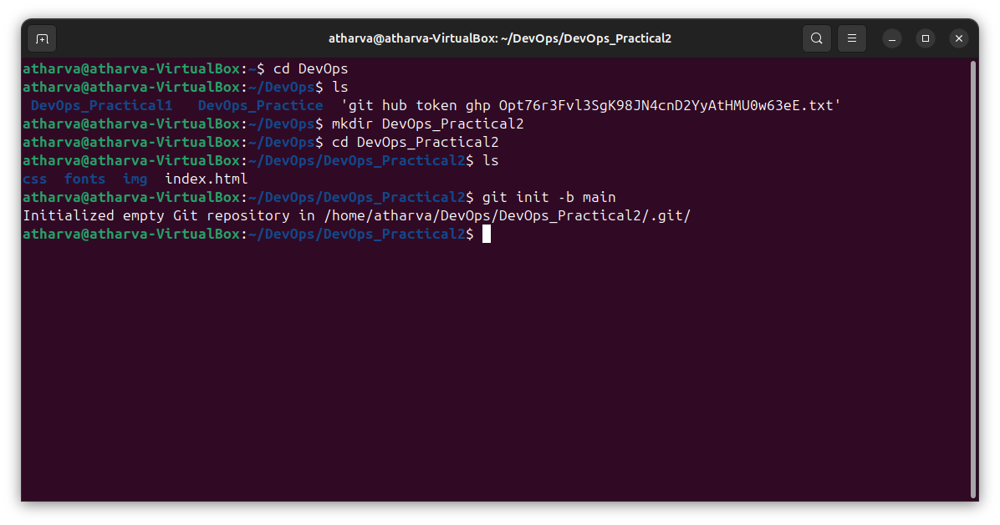 atharva@atharva-VirtualBox: ~/DevOps/DevOps_Practical2
atharva@atharva-VirtualBox:~$ cd DevOps
atharva@atharva-VirtualBox:~/DevOps$ ls
DevOps_Practical1   DevOps_Practice  'git hub token ghp Opt76r3Fvl3SgK98JN4cnD2YyAtHMU0w63eE.txt'
atharva@atharva-VirtualBox:~/DevOps$ mkdir DevOps_Practical2
atharva@atharva-VirtualBox:~/DevOps$ cd DevOps_Practical2
atharva@atharva-VirtualBox:~/DevOps/DevOps_Practical2$ ls
css  fonts  img  index.html
atharva@atharva-VirtualBox:~/DevOps/DevOps_Practical2$ git init -b main
Initialized empty Git repository in /home/atharva/DevOps/DevOps_Practical2/.git/
atharva@atharva-VirtualBox:~/DevOps/DevOps_Practical2$